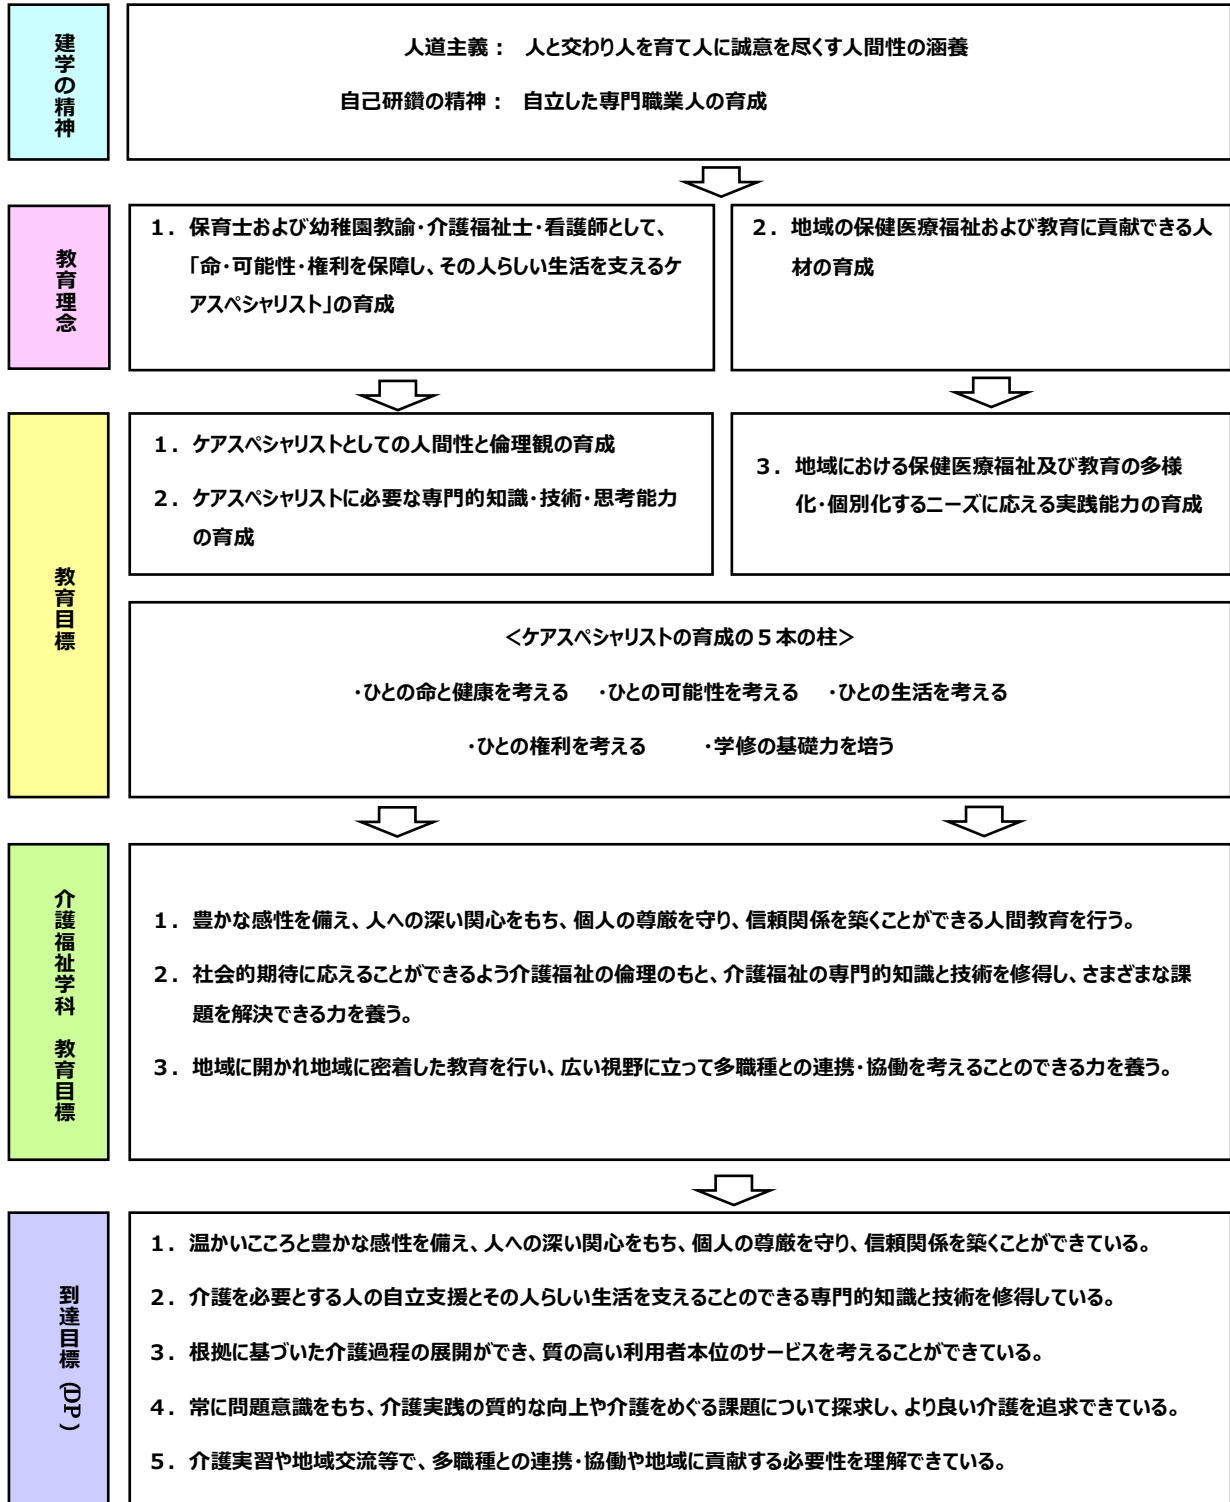 建学の精神
人道主義： 人と交わり人を育て人に誠意を尽くす人間性の涵養
自己研鑽の精神： 自立した専門職業人の育成
教育理念
1．保育士および幼稚園教諭・介護福祉士・看護師として、
「命・可能性・権利を保障し、その人らしい生活を支えるケ
アスペシャリスト」の育成
2．地域の保健医療福祉および教育に貢献できる人
材の育成
教育目標
1．ケアスペシャリストとしての人間性と倫理観の育成
2．ケアスペシャリストに必要な専門的知識・技術・思考能力
の育成
3．地域における保健医療福祉及び教育の多様
化・個別化するニーズに応える実践能力の育成
＜ケアスペシャリストの育成の５本の柱＞
・ひとの命と健康を考える ・ひとの可能性を考える ・ひとの生活を考える
・ひとの権利を考える ・学修の基礎力を培う
介護福祉学科 教育目標
1．豊かな感性を備え、人への深い関心をもち、個人の尊厳を守り、信頼関係を築くことができる人間教育を行う。
2．社会的期待に応えることができるよう介護福祉の倫理のもと、介護福祉の専門的知識と技術を修得し、さまざまな課
題を解決できる力を養う。
3．地域に開かれ地域に密着した教育を行い、広い視野に立って多職種との連携・協働を考えることのできる力を養う。
到達目標（DP）
1．温かいこころと豊かな感性を備え、人への深い関心をもち、個人の尊厳を守り、信頼関係を築くことができている。
2．介護を必要とする人の自立支援とその人らしい生活を支えることのできる専門的知識と技術を修得している。
3．根拠に基づいた介護過程の展開ができ、質の高い利用者本位のサービスを考えることができている。
4．常に問題意識をもち、介護実践の質的な向上や介護をめぐる課題について探求し、より良い介護を追求できている。
5．介護実習や地域交流等で、多職種との連携・協働や地域に貢献する必要性を理解できている。